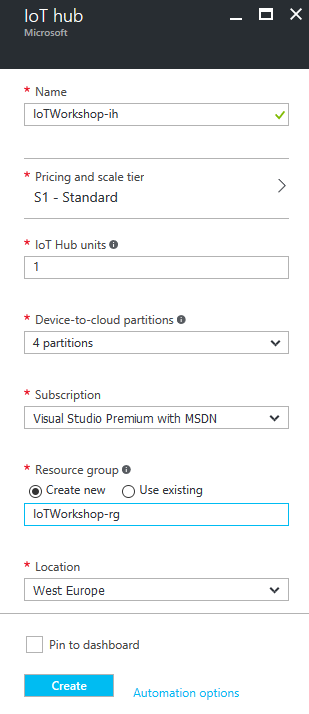 IoT hub
Microsoft
* Name
IoTWorkshop-ih
* Pricing and scale tier
S1 - Standard
* IoT Hub units
1
* Device-to-cloud partitions
4 partitions
* Subscription
Visual Studio Premium with MSDN
* Resource group
Create new Use existing
IoTWorkshop-rg
* Location
West Europe
Pin to dashboard
Create Automation options